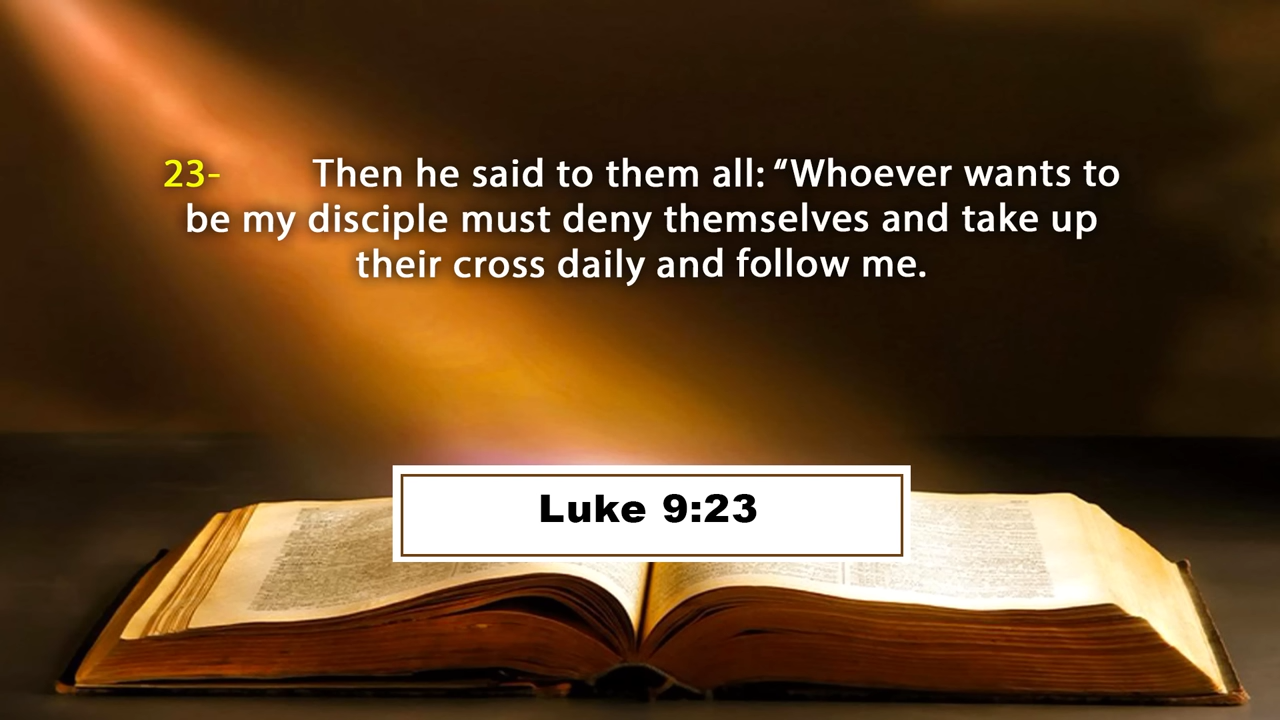 23- Then he said to them all: “Whoever wants to
be my disciple must deny themselves and take up
their cross daily and follow me.
Luke 9:23